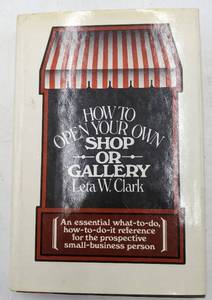 HOW TO
OPEN YOUR OWN
SHOP
OR
GALLERY
Leta W. Clark
[An essential what-to-do,
how-to-do-it reference
for the prospective
small-business person]